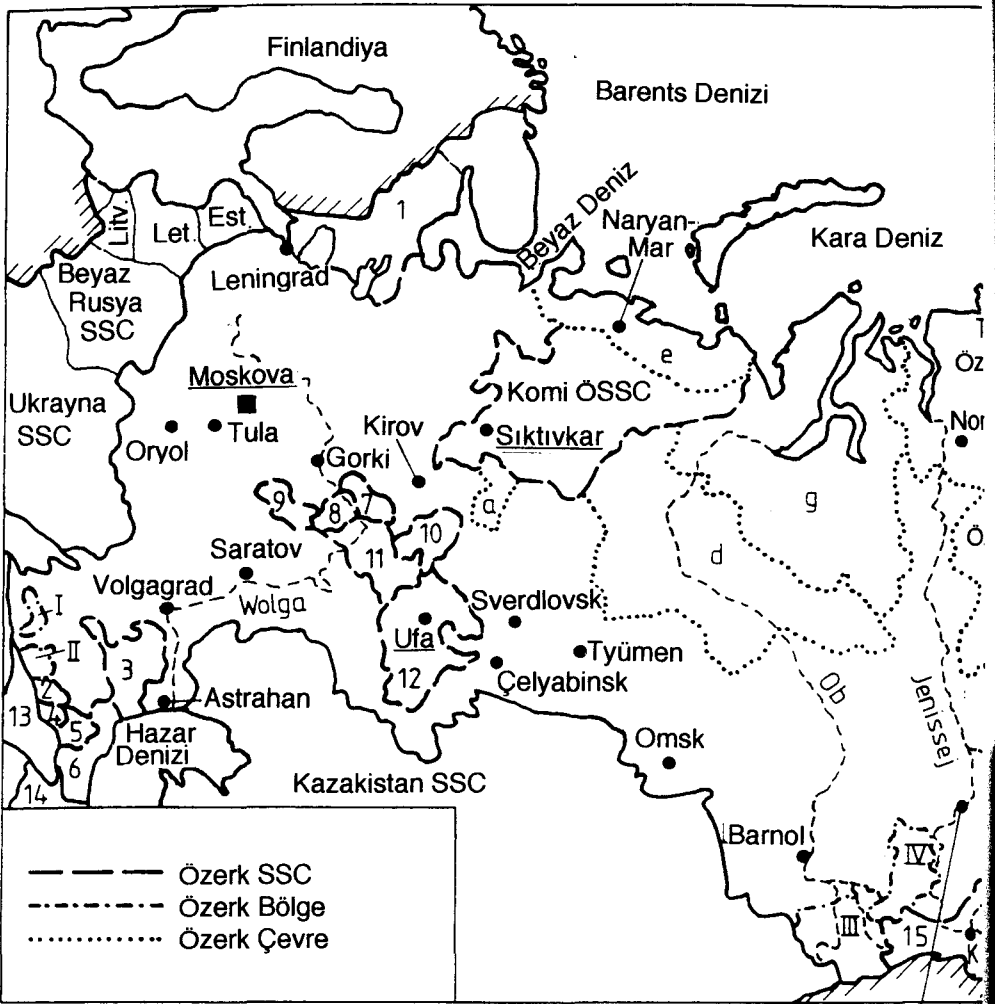 Finlandiya
Barents Denizi
Beyaz Deniz
Naryan-
Mar
Kara Deniz
1
Litv.
Let.
Est.
Leningrad
Beyaz
Rusya
SSC
e
Komi ÖSSC
Moskova
Ukrayna
SSC
Oryol
Tula
Kirov
Sıktıvkar
Gorki
Öz
Nor
9
8
7
a
g
10
11
d
Ö
Saratov
Volgagrad
Wolga
Sverdlovsk
I
Ufa
Tyümen
II
3
12
Çelyabinsk
2
13
4
Astrahan
5
Hazar
Denizi
6
Ob
Jenissej
Omsk
14
Kazakistan SSC
Barnol
IV
III
15
K
Özerk SSC
Özerk Bölge
Özerk Çevre